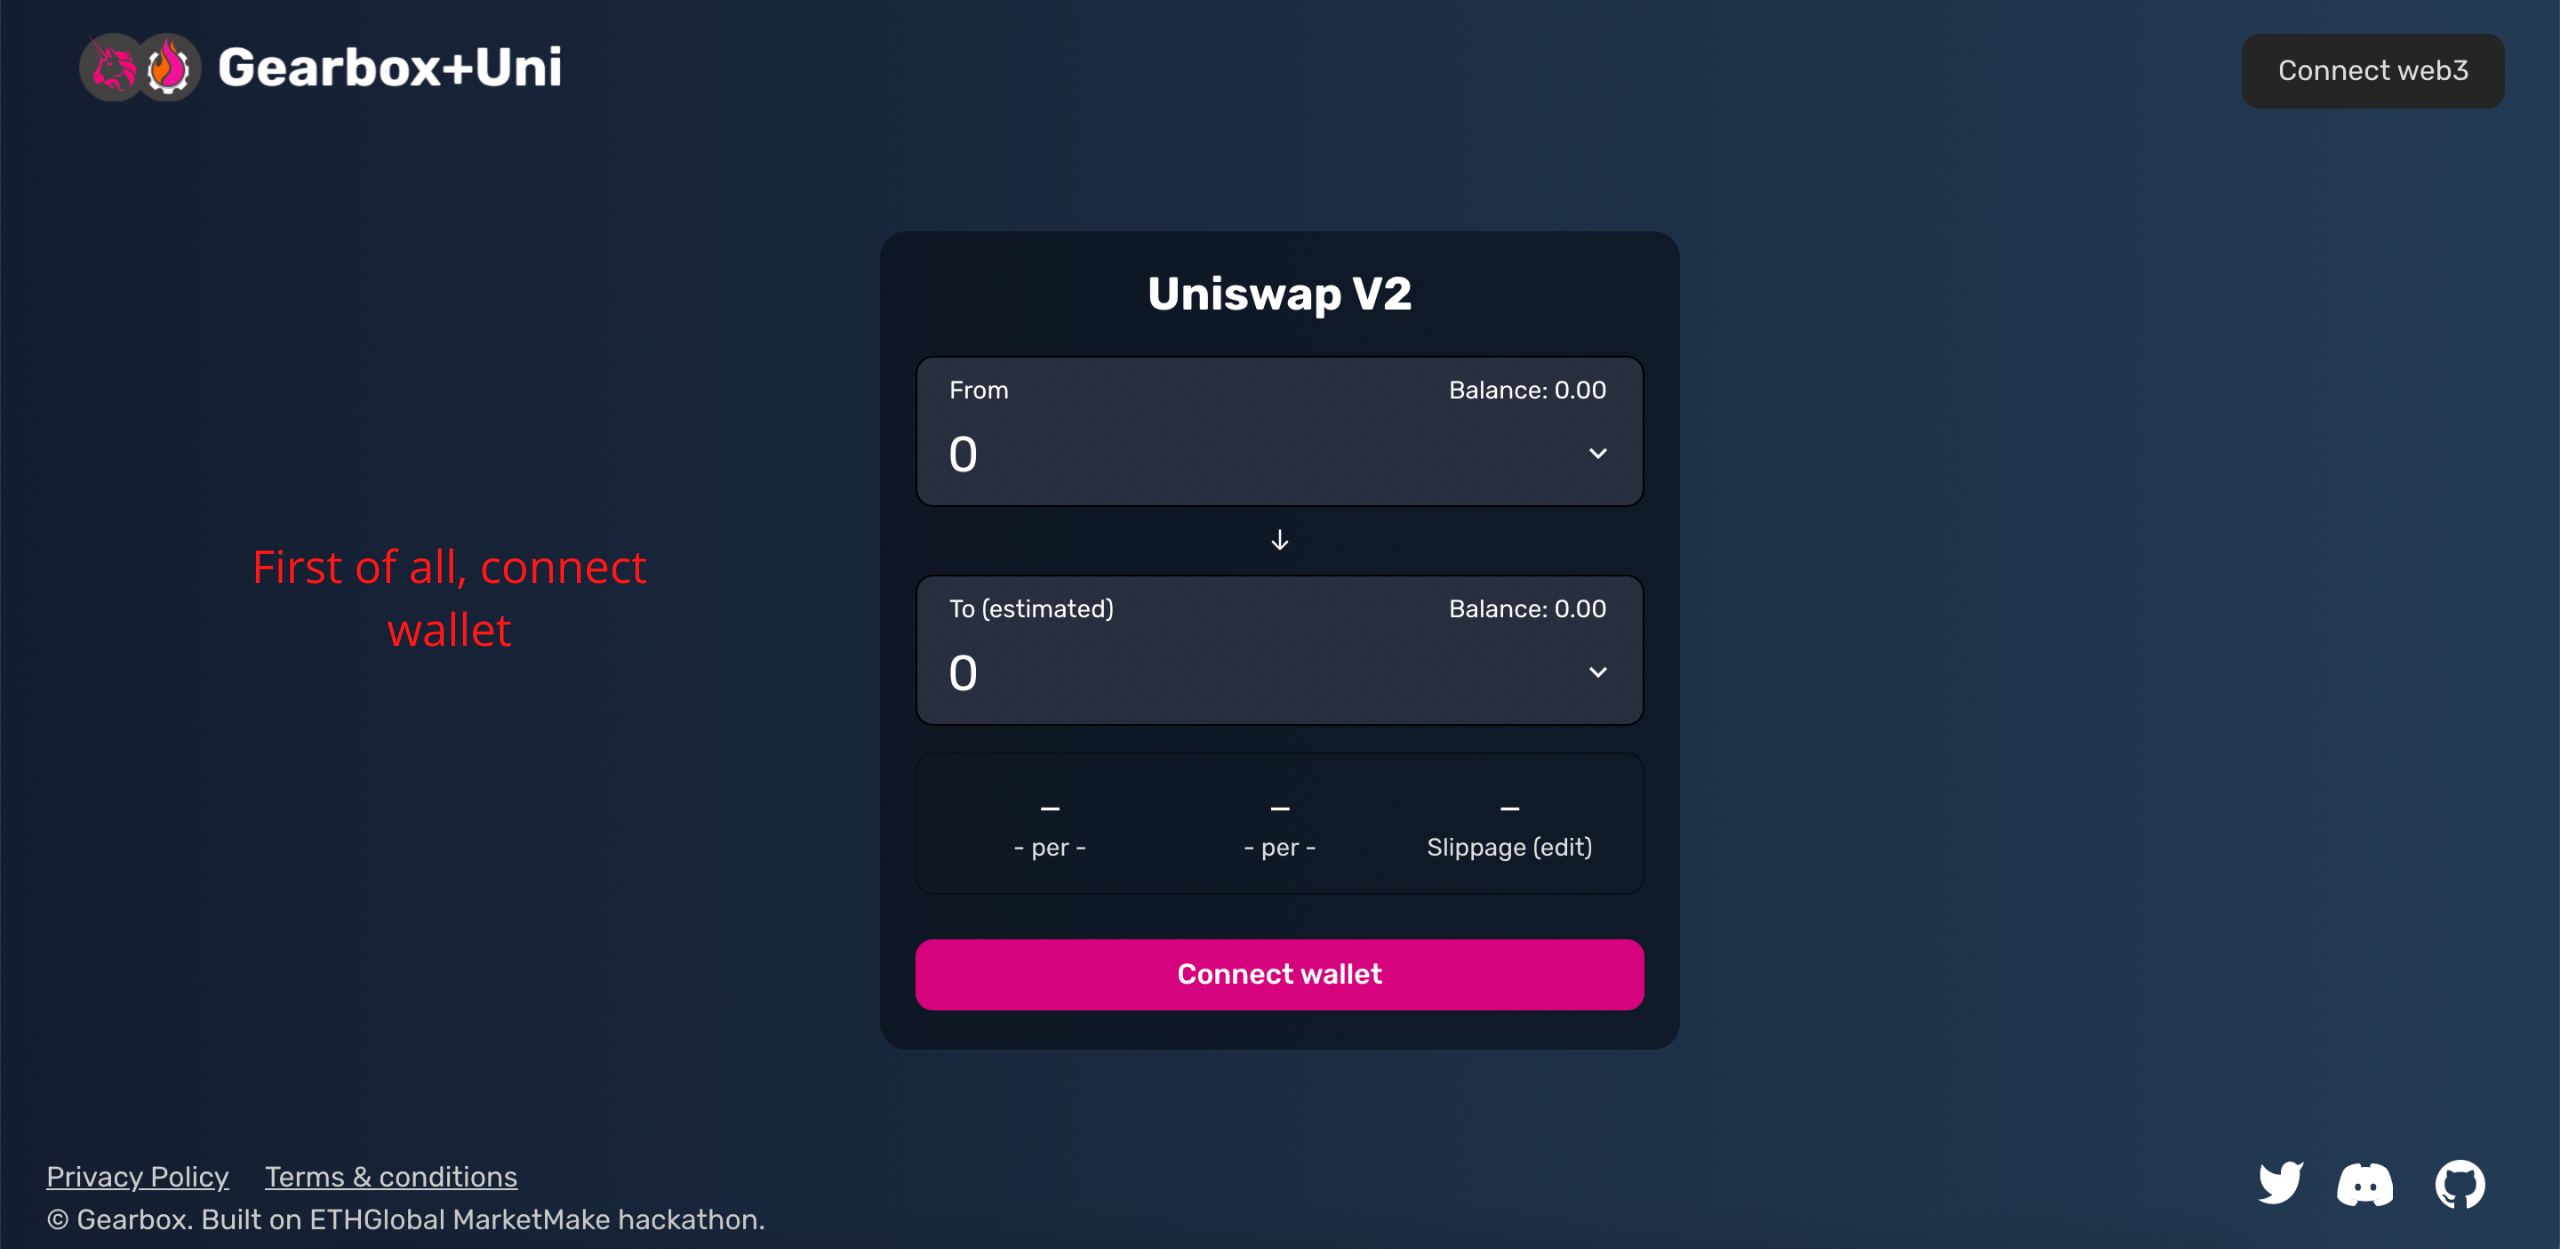 Gearbox+Uni
Connect web3
Uniswap V2
From
Balance: 0.00
0
To (estimated)
Balance: 0.00
0
First of all, connect
wallet
–
–
–
- per -
- per -
Slippage (edit)
Connect wallet
Privacy Policy
Terms & conditions
© Gearbox. Built on ETHGlobal MarketMake hackathon.